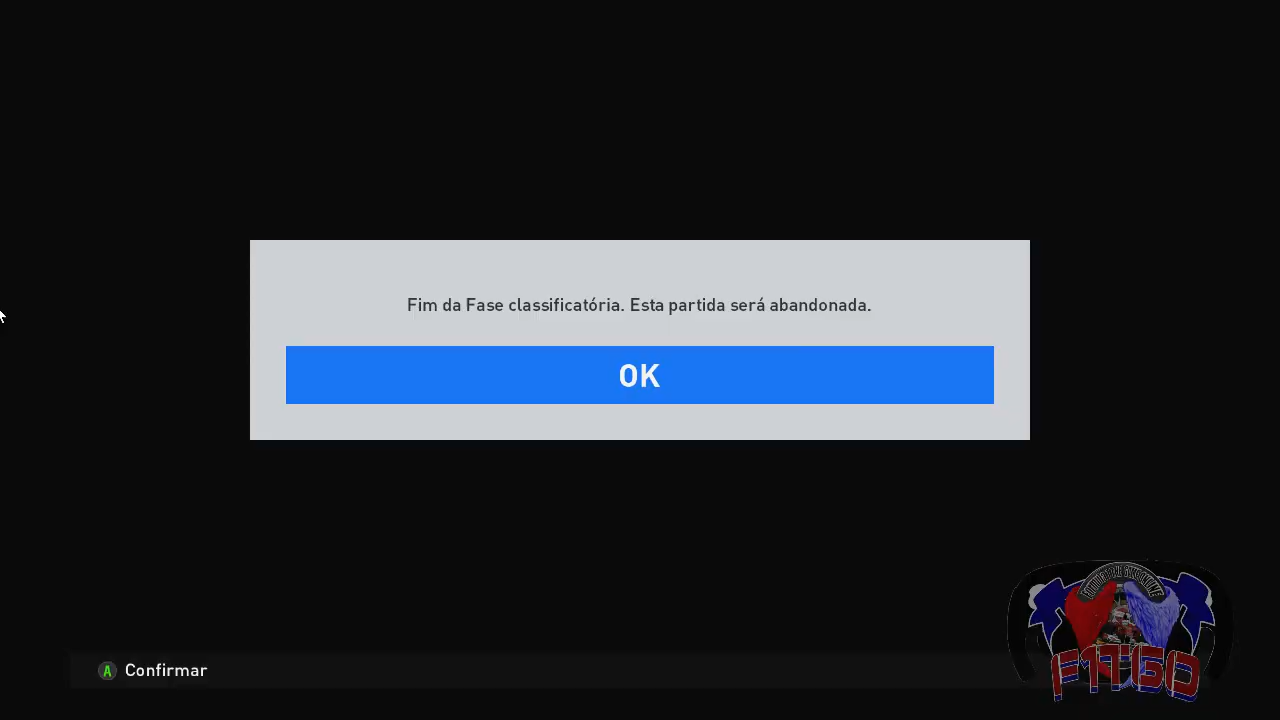 Fim da Fase classificatória. Esta partida será abandonada.
OK
A Confirmar